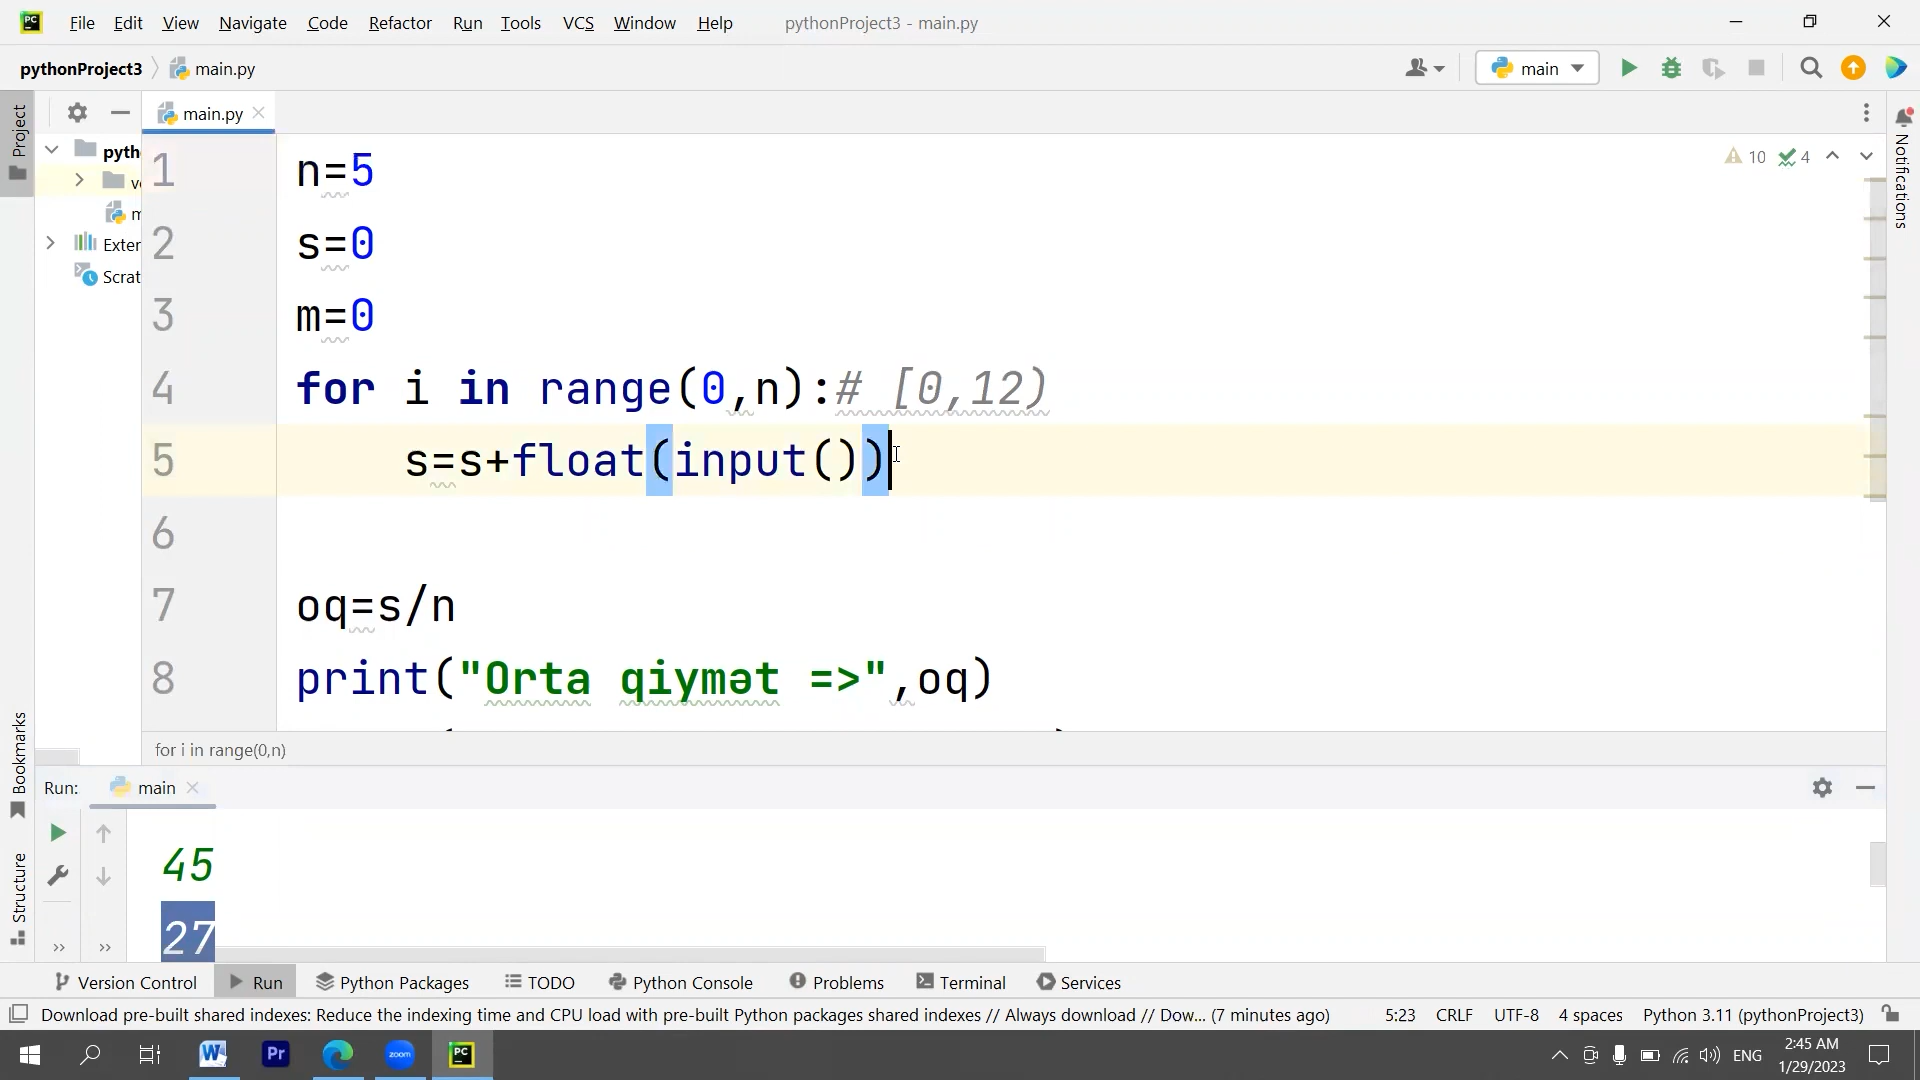 PC File Edit View Navigate Code Refactor Run Tools VCS Window Help pythonProject3 - main.py
pythonProject3 main.py main
Project main.py
pyth
m
Exter
Scrat
10 4
Notifications
1 n=5
2 s=0
3 m=0
4 for i in range(0,n):# [0,12)
5 s=s+float(input())
6
7 oq=s/n
8 print("Orta qiymət =>",oq)
for i in range(0,n)
Bookmarks
Structure
Run: main
45
27
Version Control Run Python Packages TODO Python Console Problems Terminal Services
Download pre-built shared indexes: Reduce the indexing time and CPU load with pre-built Python packages shared indexes // Always download // Dow... (7 minutes ago) 5:23 CRLF UTF-8 4 spaces Python 3.11 (pythonProject3)
W Pr zoom PC ENG 2:45 AM
1/29/2023